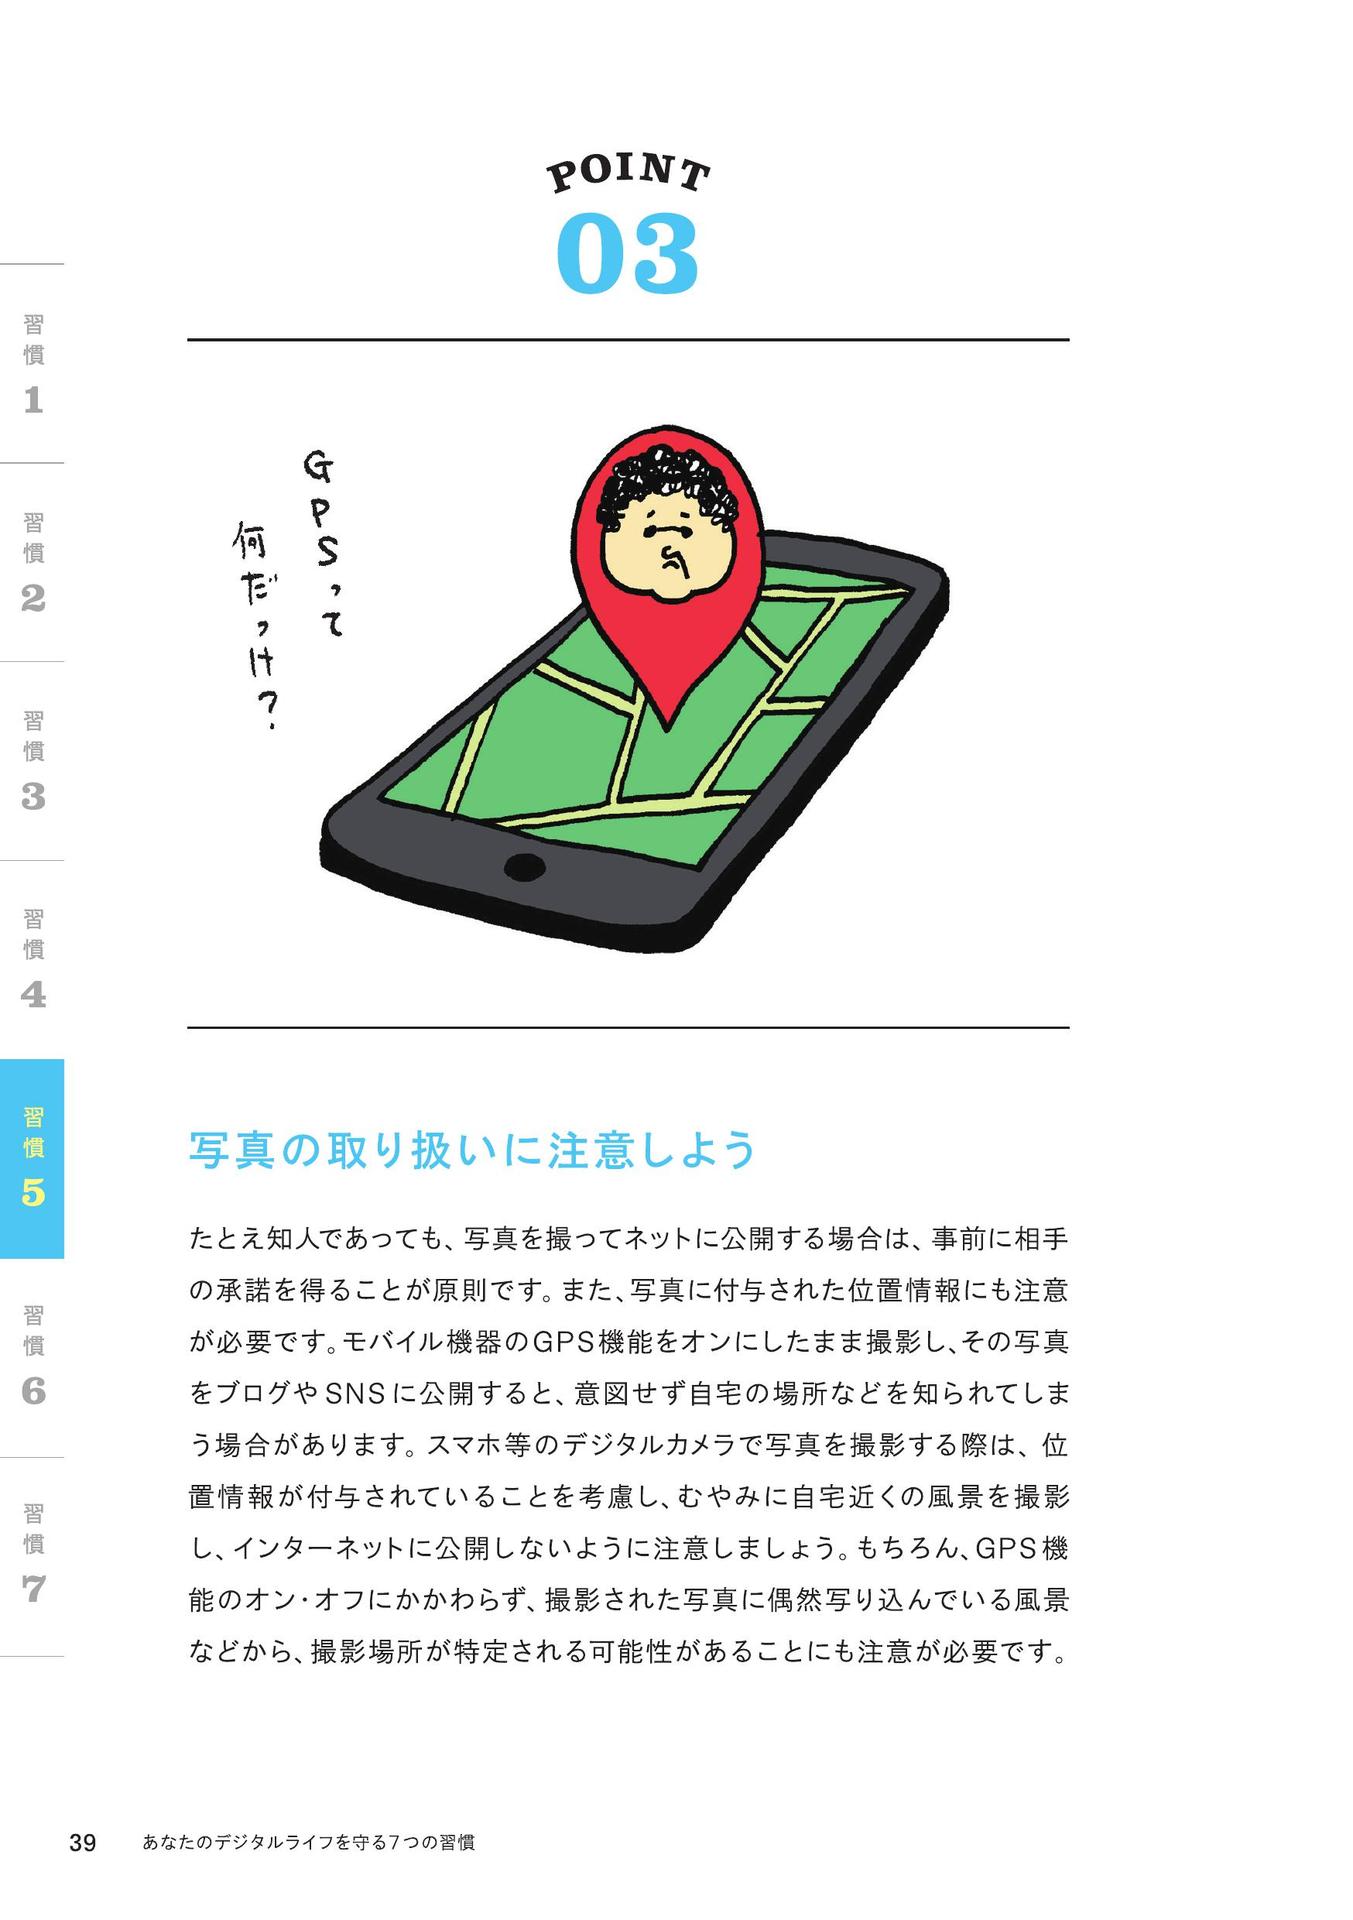 POINT
03
GPSって
何だっけ?
写真の取り扱いに注意しよう
たとえ知人であっても、写真を撮ってネットに公開する場合は、事前に相手
の承諾を得ることが原則です。また、写真に付与された位置情報にも注意
が必要です。モバイル機器のGPS機能をオンにしたまま撮影し、その写真
をブログやSNSに公開すると、意図せず自宅の場所などを知られてしま
う場合があります。スマホ等のデジタルカメラで写真を撮影する際は、位
置情報が付与されていることを考慮し、むやみに自宅近くの風景を撮影
し、インターネットに公開しないように注意しましょう。もちろん、GPS機
能のオン・オフにかかわらず、撮影された写真に偶然写り込んでいる風景
などから、撮影場所が特定される可能性があることにも注意が必要です。
習慣
1
習慣
2
習慣
3
習慣
4
習慣
5
習慣
6
習慣
7
39 あなたのデジタルライフを守る7つの習慣